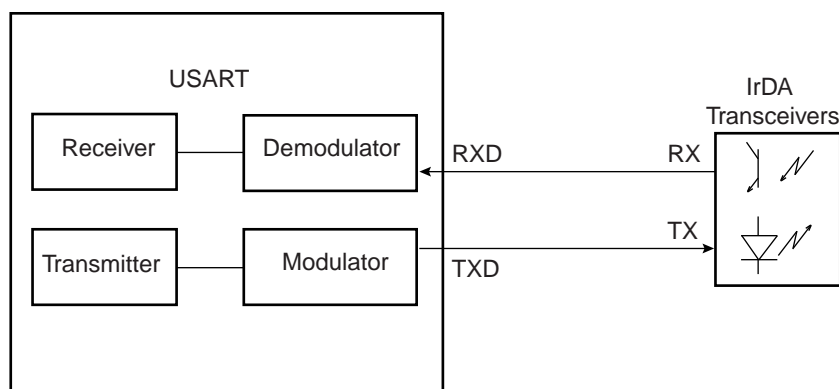 USART
IrDA
Transceivers
Receiver
Demodulator
RXD
RX
Transmitter
Modulator
TXD
TX